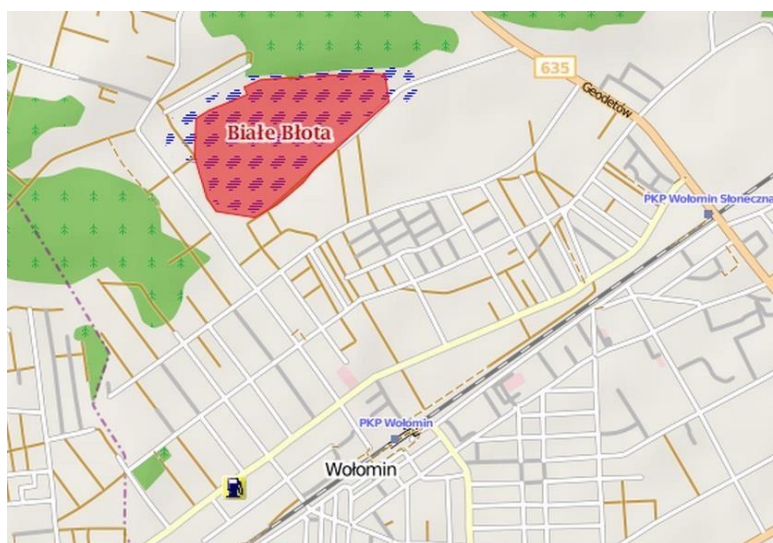 635
Geodetów
Białe Błota
PKP Wołomin Słoneczna
PKP Wołomin
Wołomin